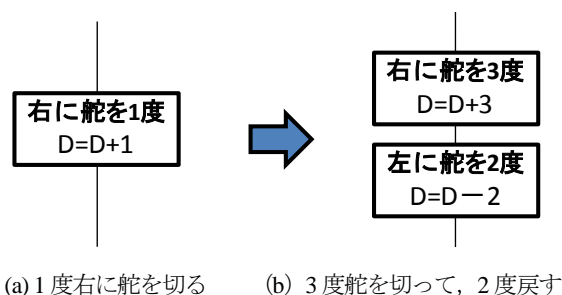 右に舵を1度
D=D+1
右に舵を3度
D=D+3
左に舵を2度
D=D－2
(a) 1 度右に舵を切る
(b) 3 度舵を切って，2 度戻す